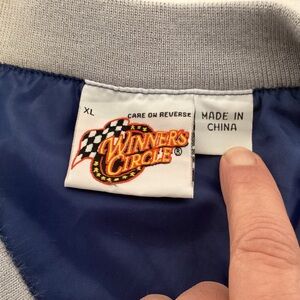 XL
CARE ON REVERSE
WINNER'S
CIRCLE®
MADE IN
CHINA